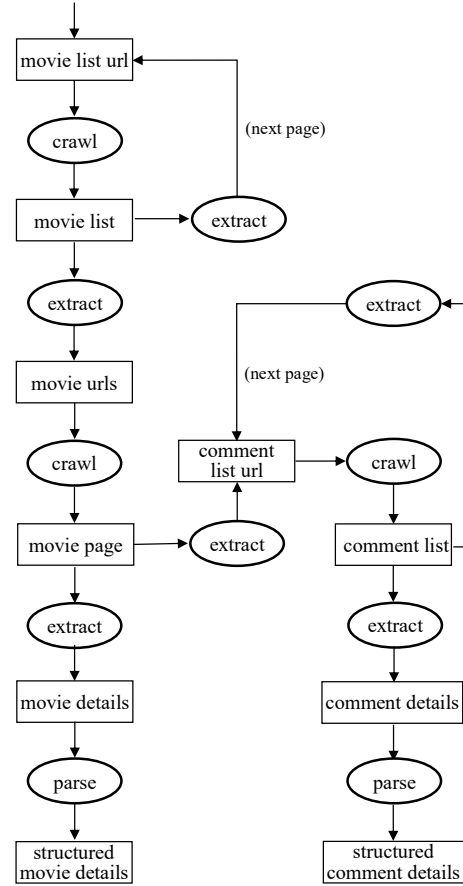 movie list url
crawl
(next page)
movie list
extract
extract
extract
(next page)
movie urls
comment
list url
crawl
crawl
movie page
extract
comment list
extract
extract
movie details
comment details
parse
parse
structured
movie details
structured
comment details